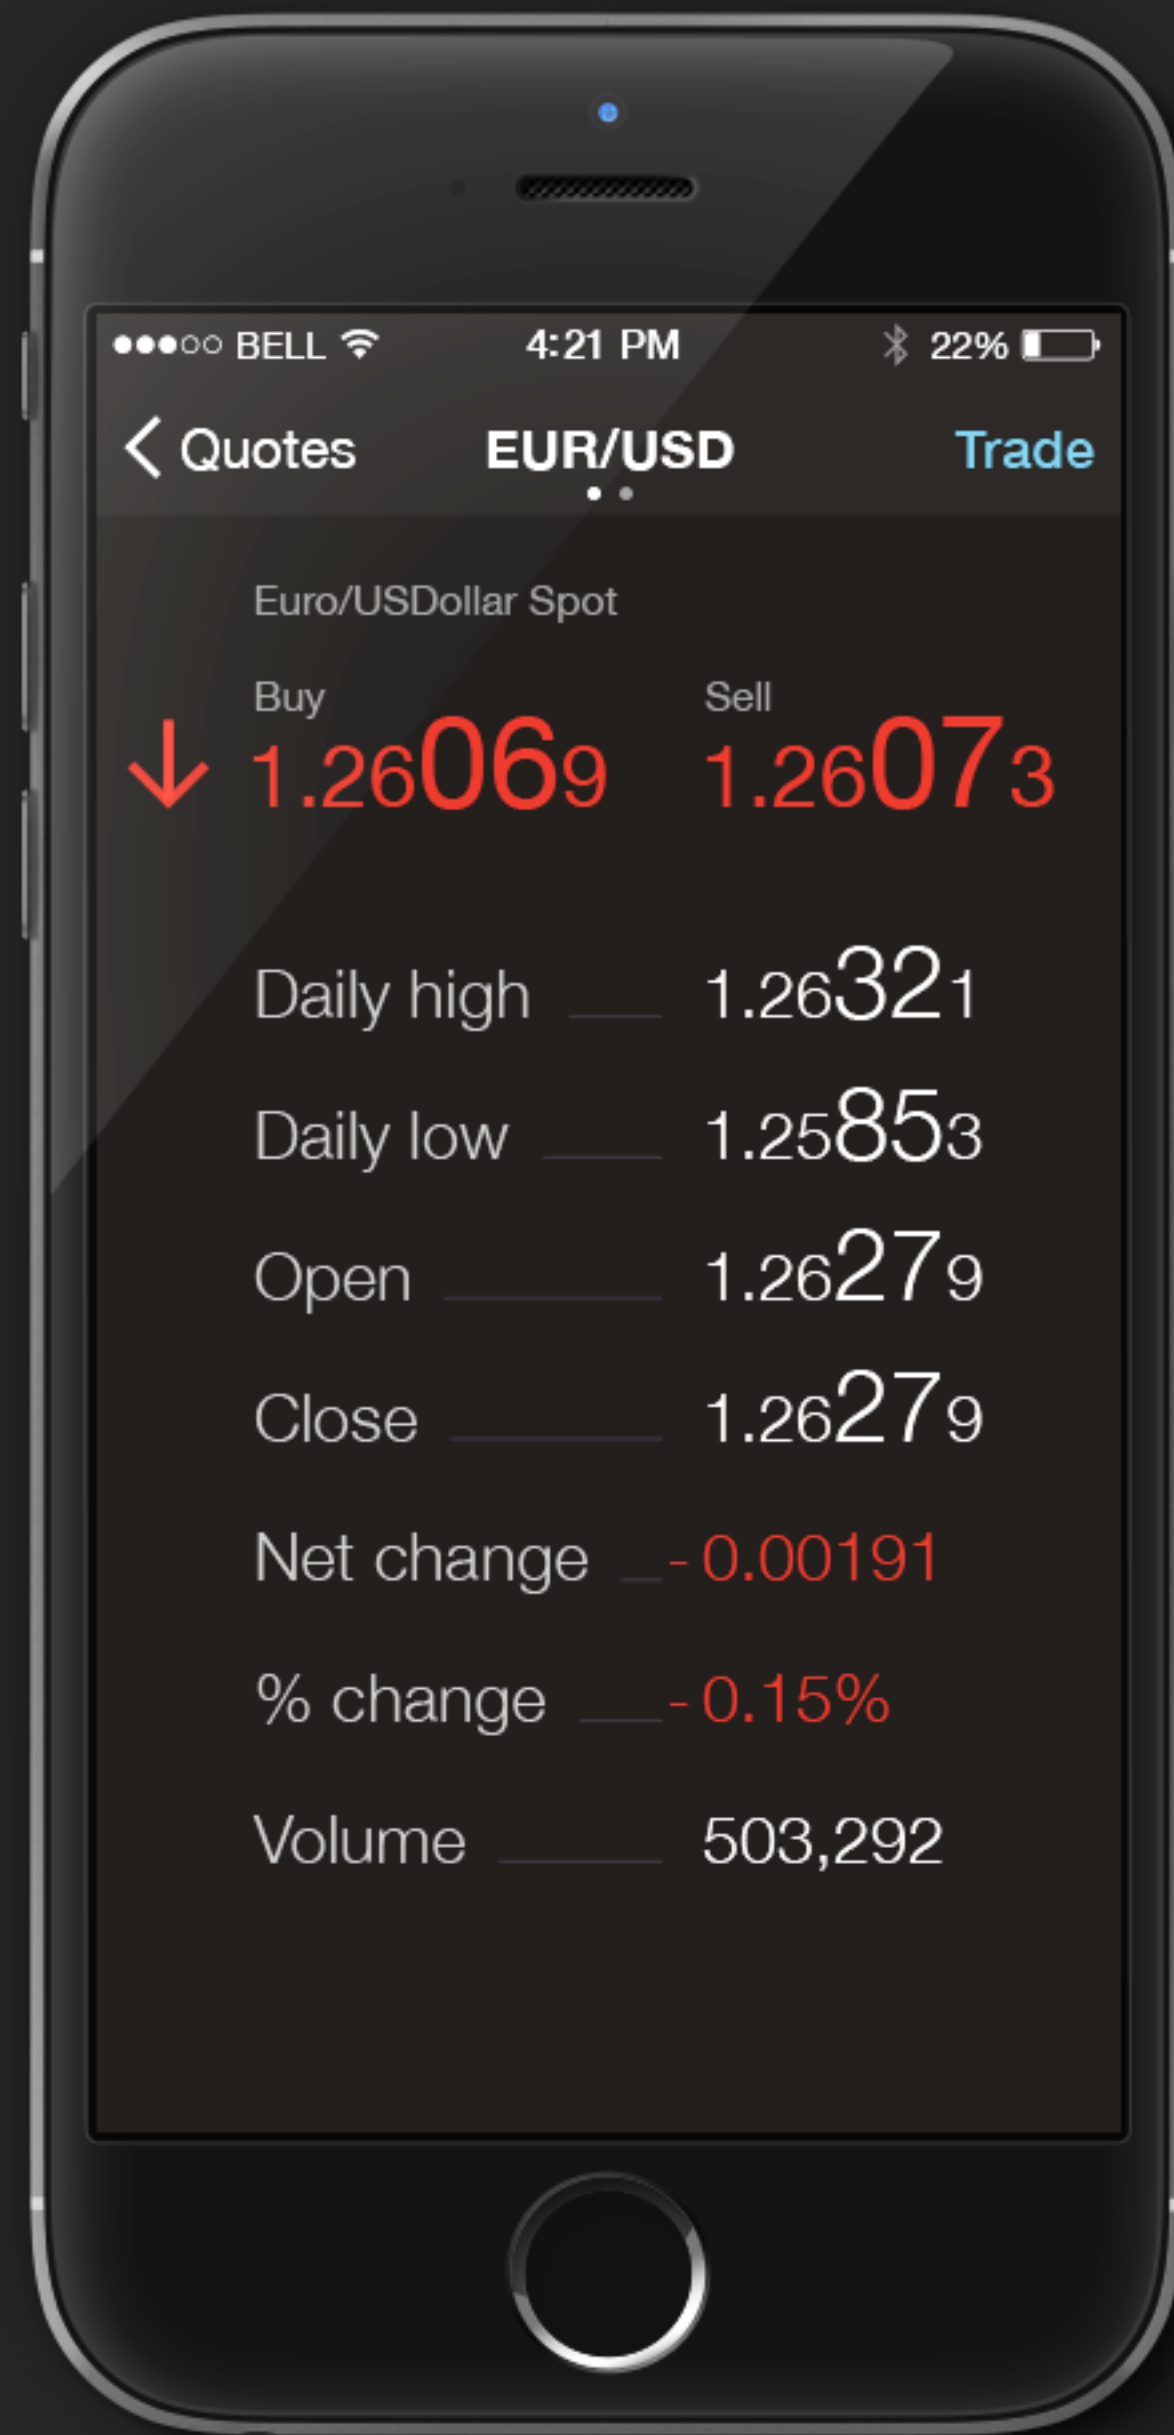 BELL 4:21 PM 22%
Quotes EUR/USD Trade
Euro/USDollar Spot
Buy Sell
1.26069 1.26073
Daily high 1.26321
Daily low 1.25853
Open 1.26279
Close 1.26279
Net change -0.00191
% change -0.15%
Volume 503,292